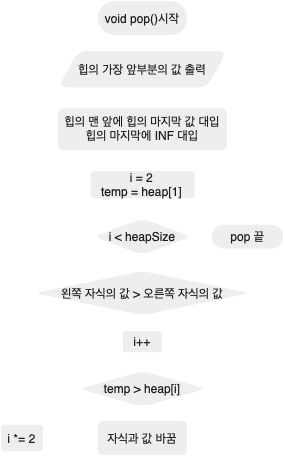 void pop()시작
힙의 가장 앞부분의 값 출력
힙의 맨 앞에 힙의 마지막 값 대입
힙의 마지막에 INF 대입
i = 2
temp = heap[1]
i < heapSize
pop 끝
왼쪽 자식의 값 > 오른쪽 자식의 값
i++
temp > heap[i]
i *= 2
자식과 값 바꿈